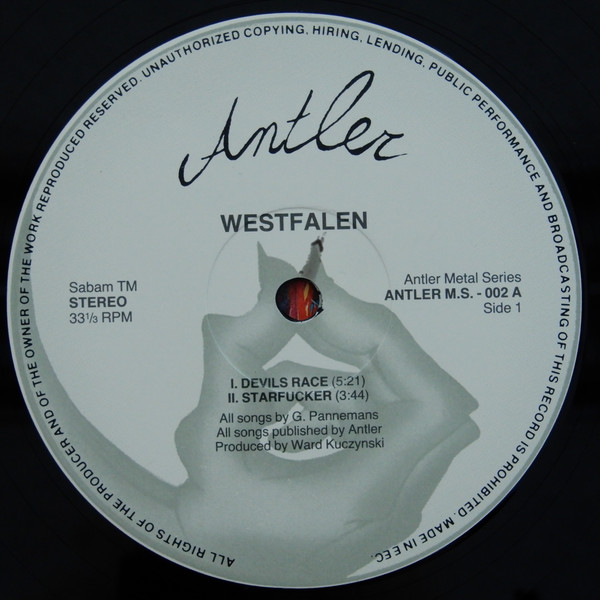 ALL RIGHTS OF THE PRODUCER AND OF THE OWNER OF THE WORK REPRODUCED RESERVED. UNAUTHORIZED COPYING, HIRING, LENDING, PUBLIC PERFORMANCE AND BROADCASTING OF THIS RECORD IS PROHIBITED. MADE IN EEC.
Antler
WESTFALEN
Sabam TM
STEREO
33⅓ RPM
Antler Metal Series
ANTLER M.S. - 002 A
Side 1
I. DEVILS RACE (5:21)
II. STARFUCKER (3:44)
All songs by G. Pannemans
All songs published by Antler
Produced by Ward Kuczynski